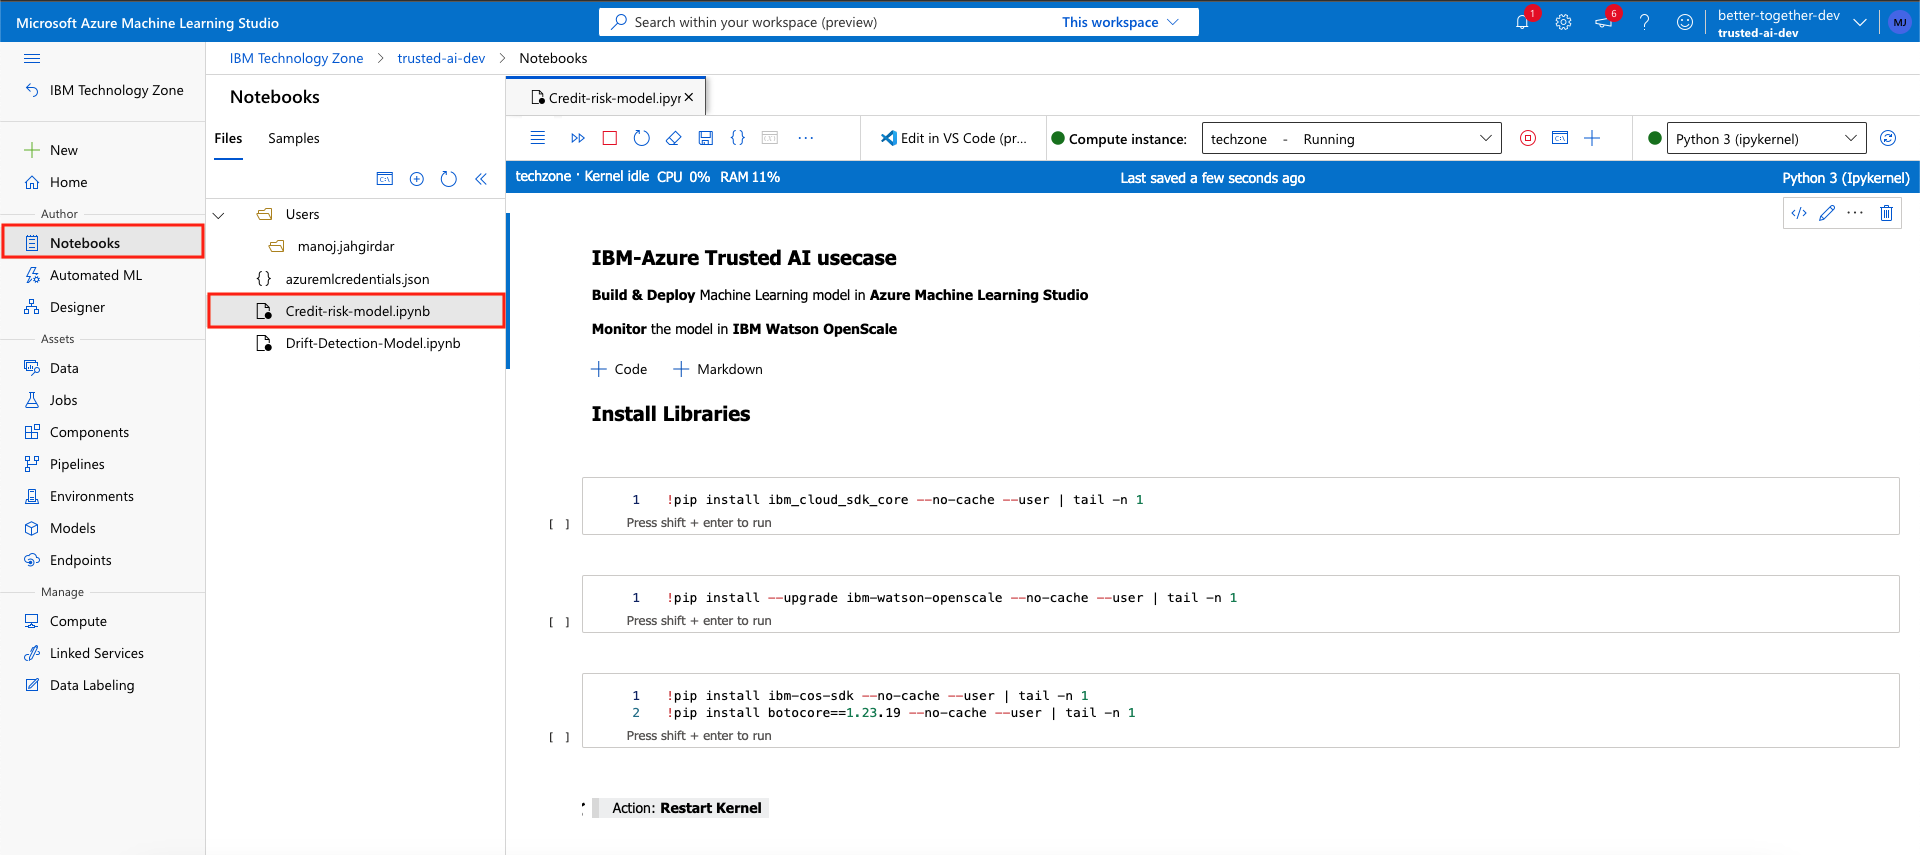 Microsoft Azure Machine Learning Studio
Search within your workspace (preview)
This workspace
1
6
?
better-together-dev
trusted-ai-dev
MJ
IBM Technology Zone
New
Home
Author
Notebooks
Automated ML
Designer
Assets
Data
Jobs
Components
Pipelines
Environments
Models
Endpoints
Manage
Compute
Linked Services
Data Labeling
IBM Technology Zone > trusted-ai-dev > Notebooks
Notebooks
Files Samples
Users
manoj.jahgirdar
{} azuremlcredentials.json
Credit-risk-model.ipynb
Drift-Detection-Model.ipynb
Credit-risk-model.ipyr
Edit in VS Code (pr...
Compute instance:
techzone - Running
Python 3 (ipykernel)
techzone · Kernel idle CPU 0% RAM 11%
Last saved a few seconds ago
Python 3 (Ipykernel)
IBM-Azure Trusted AI usecase
Build & Deploy Machine Learning model in Azure Machine Learning Studio
Monitor the model in IBM Watson OpenScale
+ Code + Markdown
Install Libraries
1 !pip install ibm_cloud_sdk_core --no-cache --user | tail -n 1
[ ] Press shift + enter to run
1 !pip install --upgrade ibm-watson-openscale --no-cache --user | tail -n 1
[ ] Press shift + enter to run
1 !pip install ibm-cos-sdk --no-cache --user | tail -n 1
2 !pip install botocore==1.23.19 --no-cache --user | tail -n 1
[ ] Press shift + enter to run
Action: Restart Kernel